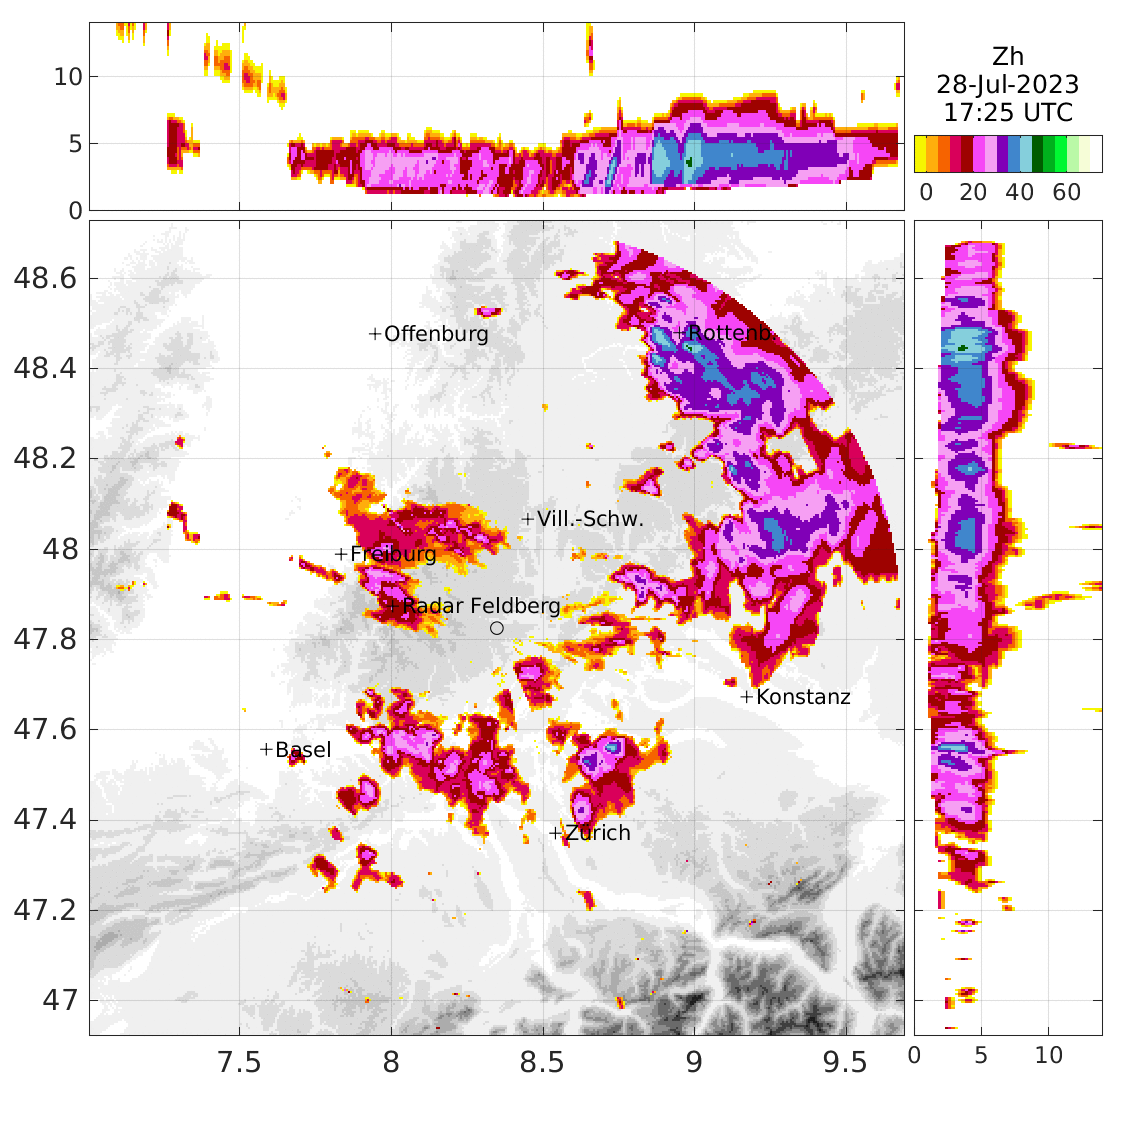 Zh
28-Jul-2023
17:25 UTC
0
20
40
60
10
5
0
48.6
48.4
48.2
48
47.8
47.6
47.4
47.2
47
+Offenburg
+Rottenb.
+Vill.-Schw.
+Freiburg
+Radar Feldberg
+Konstanz
+Basel
+Zürich
7.5
8
8.5
9
9.5
0
5
10